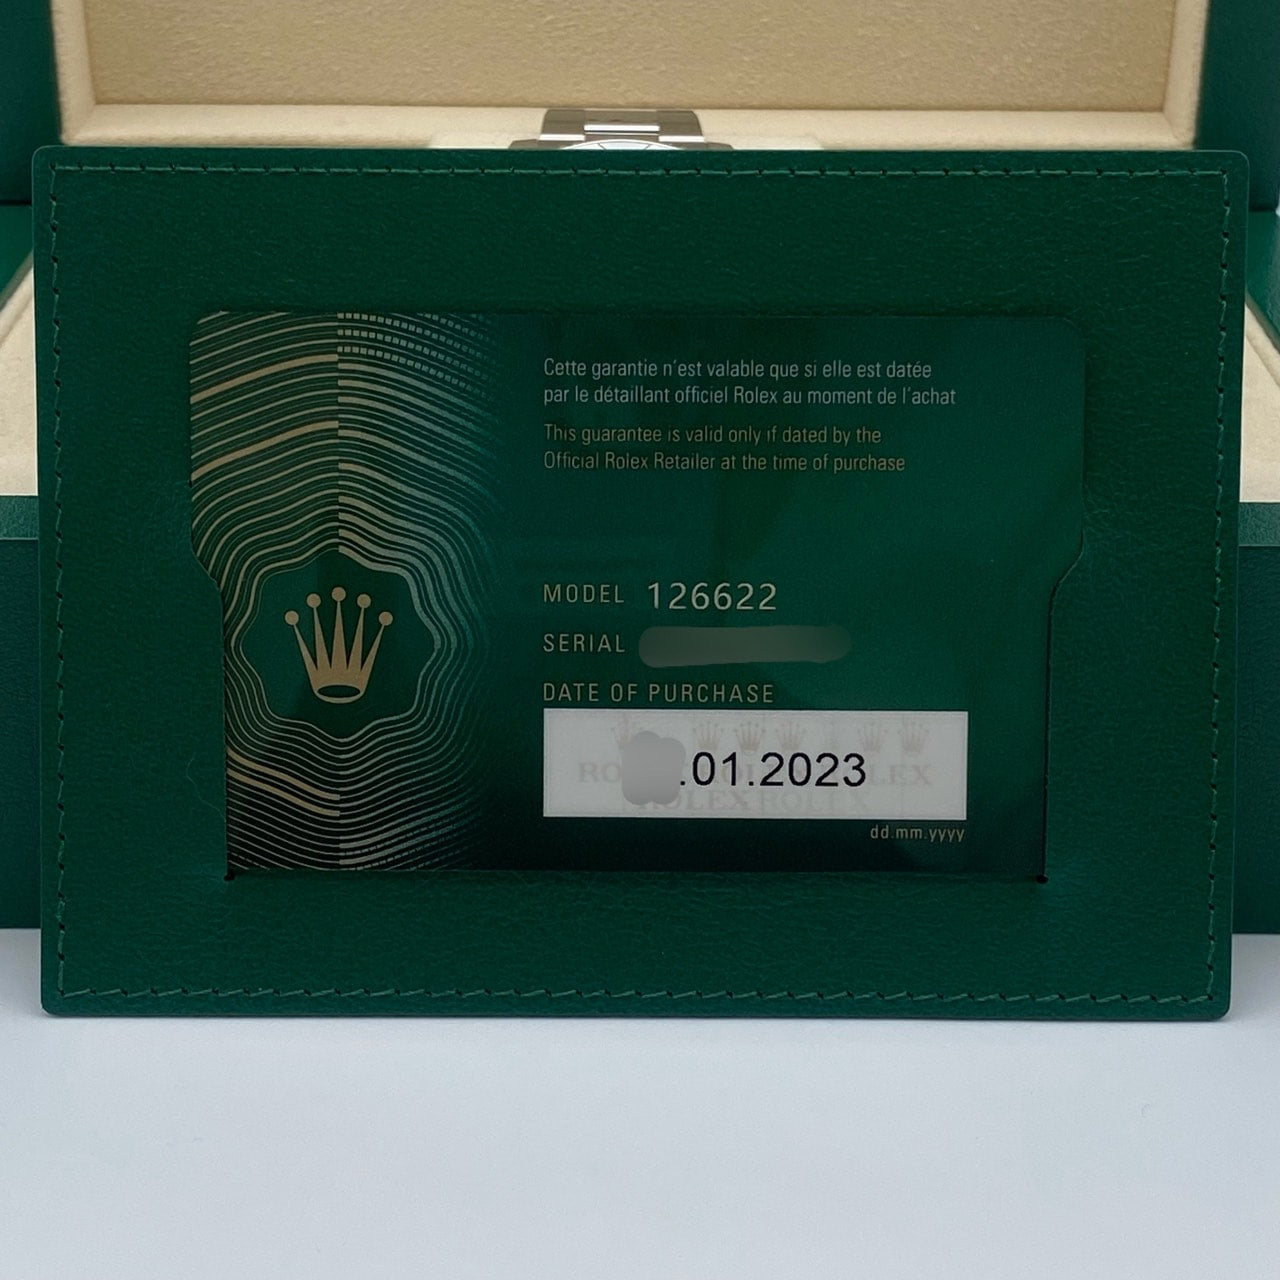 Cette garantie n'est valable que si elle est datée
par le détaillant officiel Rolex au moment de l'achat
This guarantee is valid only if dated by the
Official Rolex Retailer at the time of purchase
MODEL 126622
SERIAL
DATE OF PURCHASE
.01.2023
dd.mm.yyyy